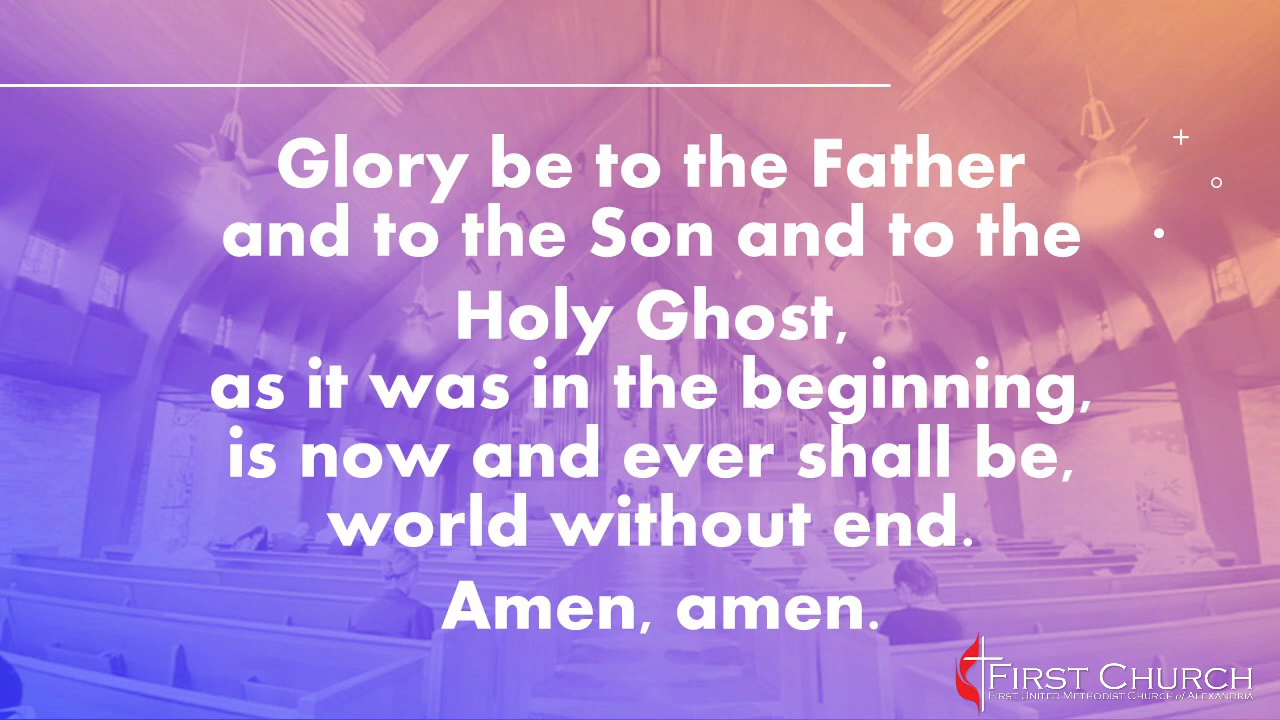 Glory be to the Father
and to the Son and to the
Holy Ghost,
as it was in the beginning,
is now and ever shall be,
world without end.
Amen, amen.
First Church
First United Methodist Church of Alexandria